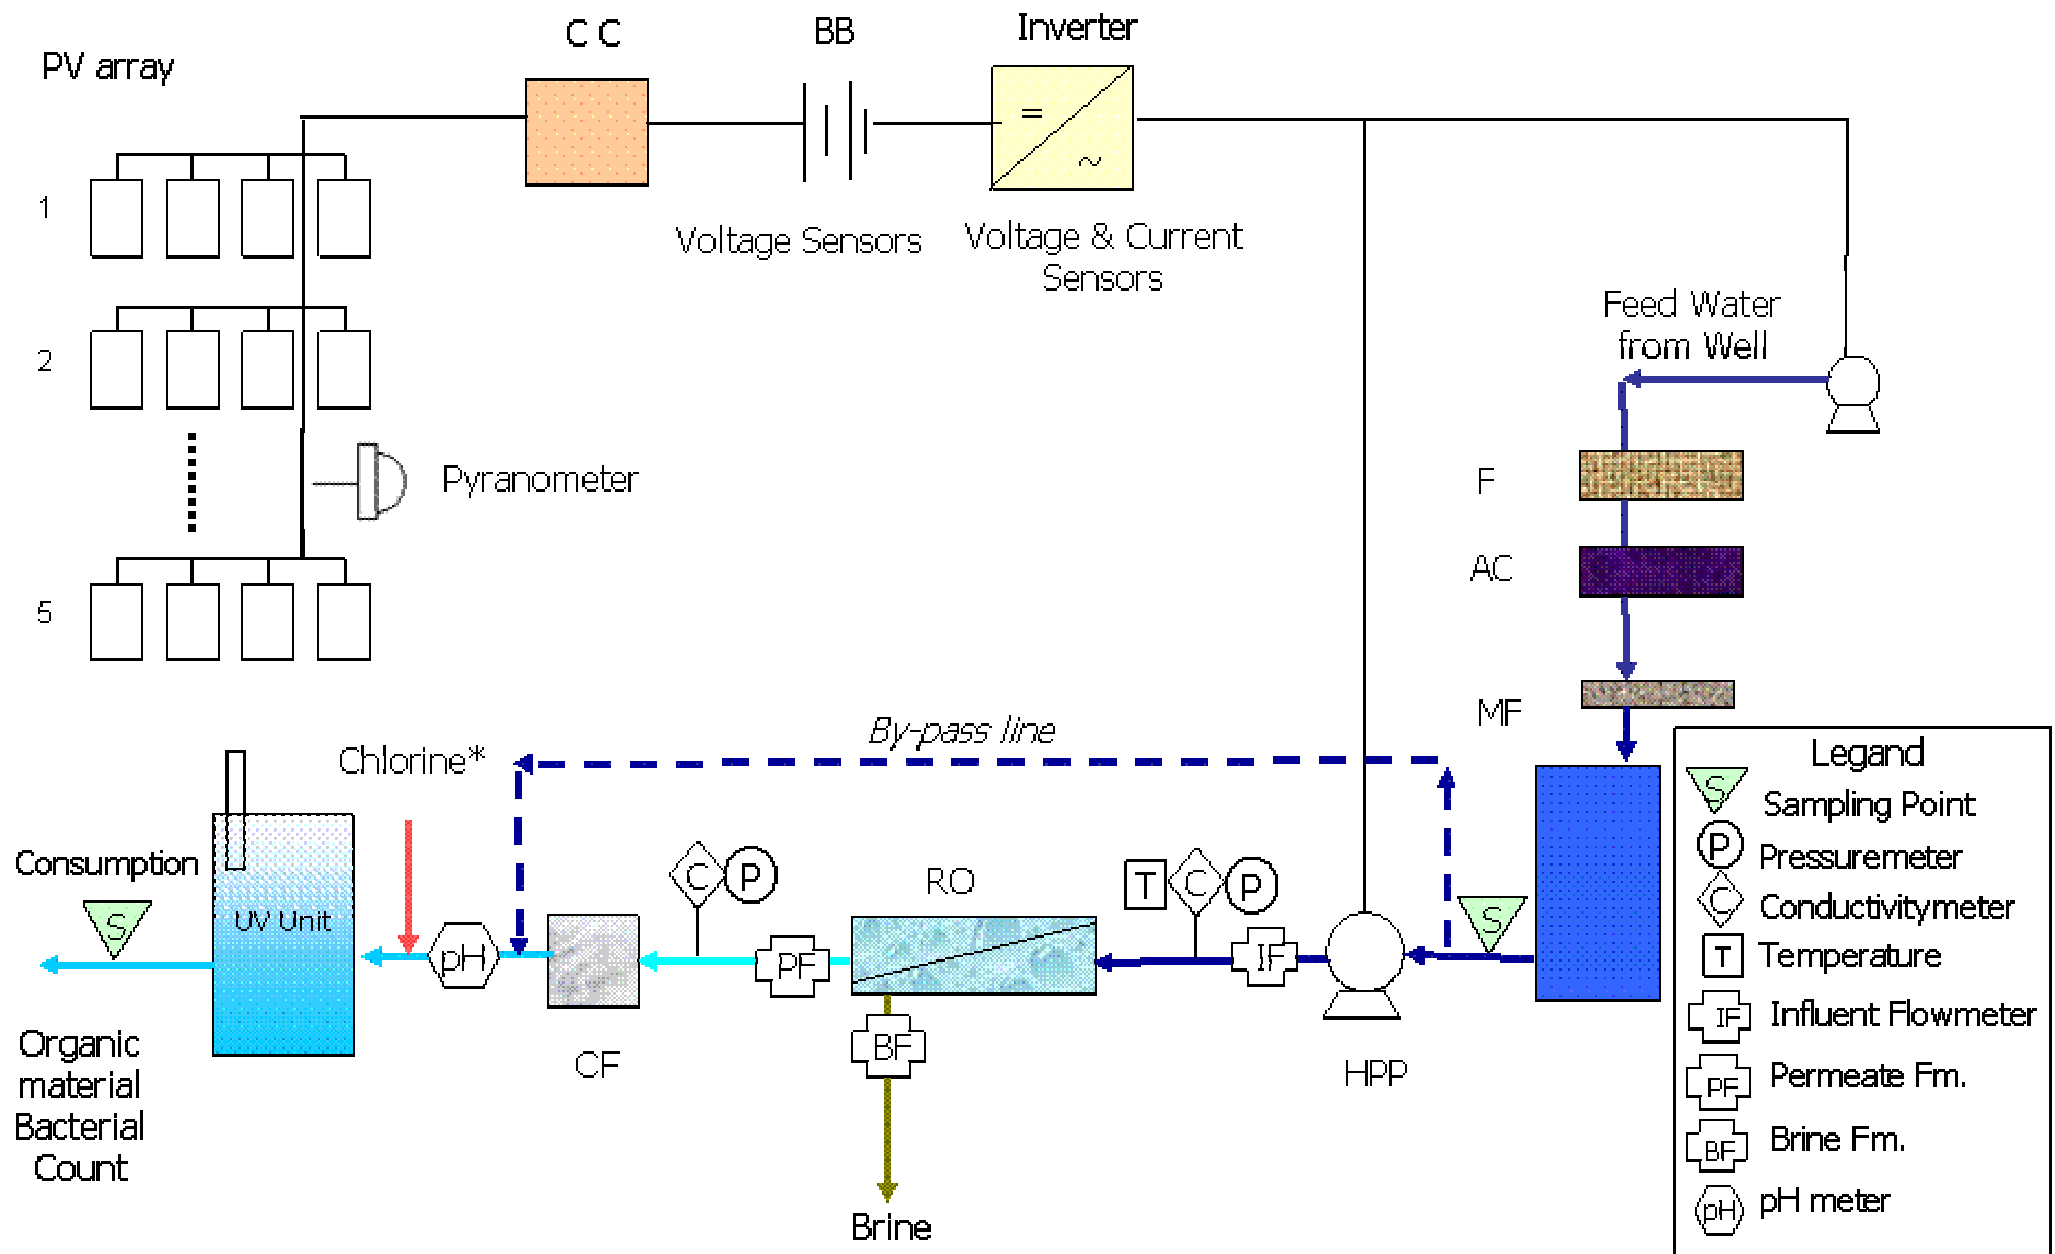 PV array
C C
BB
Inverter
=
~
Voltage Sensors
Voltage & Current
Sensors
1
2
5
Pyranometer
Feed Water
from Well
F
AC
MF
By-pass line
Chlorine*
Consumption
S
UV Unit
pH
C
P
RO
T
C
P
S
PF
IF
BF
CF
HPP
Organic
material
Bacterial
Count
Brine
Legand
S Sampling Point
P Pressuremeter
C Conductivitymeter
T Temperature
IF Influent Flowmeter
PF Permeate Fm.
BF Brine Fm.
pH pH meter